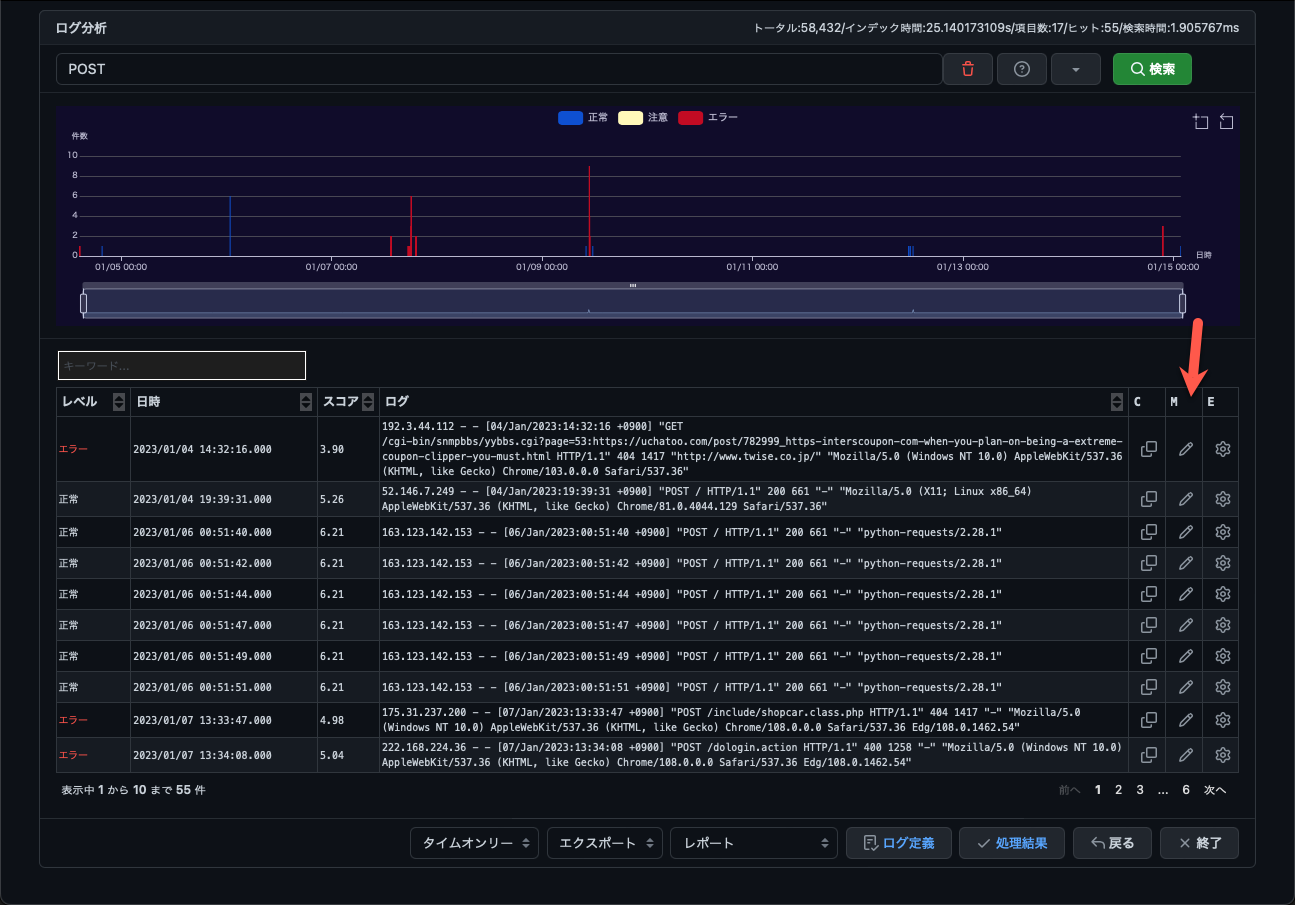 ログ分析
トータル:58,432/インデック時間:25.140173109s/項目数:17/ヒット:55/検索時間:1.905767ms
POST
検索
正常 注意 エラー
件数
10
8
6
4
2
0
日時
01/05 00:00 01/07 00:00 01/09 00:00 01/11 00:00 01/13 00:00 01/15 00:00
キーワード...
レベル 日時 スコア ログ C M E
エラー 2023/01/04 14:32:16.000 3.90 192.3.44.112 - - [04/Jan/2023:14:32:16 +0900] "GET
/cgi-bin/snmpbbs/yybbs.cgi?page=53:https://uchatoo.com/post/782999_https-interscoupon-com-when-you-plan-on-being-a-extreme-
coupon-clipper-you-must.html HTTP/1.1" 404 1417 "http://www.twise.co.jp/" "Mozilla/5.0 (Windows NT 10.0) AppleWebKit/537.36
(KHTML, like Gecko) Chrome/103.0.0.0 Safari/537.36"
正常 2023/01/04 19:39:31.000 5.26 52.146.7.249 - - [04/Jan/2023:19:39:31 +0900] "POST / HTTP/1.1" 200 661 "-" "Mozilla/5.0 (X11; Linux x86_64)
AppleWebKit/537.36 (KHTML, like Gecko) Chrome/81.0.4044.129 Safari/537.36"
正常 2023/01/06 00:51:40.000 6.21 163.123.142.153 - - [06/Jan/2023:00:51:40 +0900] "POST / HTTP/1.1" 200 661 "-" "python-requests/2.28.1"
正常 2023/01/06 00:51:42.000 6.21 163.123.142.153 - - [06/Jan/2023:00:51:42 +0900] "POST / HTTP/1.1" 200 661 "-" "python-requests/2.28.1"
正常 2023/01/06 00:51:44.000 6.21 163.123.142.153 - - [06/Jan/2023:00:51:44 +0900] "POST / HTTP/1.1" 200 661 "-" "python-requests/2.28.1"
正常 2023/01/06 00:51:47.000 6.21 163.123.142.153 - - [06/Jan/2023:00:51:47 +0900] "POST / HTTP/1.1" 200 661 "-" "python-requests/2.28.1"
正常 2023/01/06 00:51:49.000 6.21 163.123.142.153 - - [06/Jan/2023:00:51:49 +0900] "POST / HTTP/1.1" 200 661 "-" "python-requests/2.28.1"
正常 2023/01/06 00:51:51.000 6.21 163.123.142.153 - - [06/Jan/2023:00:51:51 +0900] "POST / HTTP/1.1" 200 661 "-" "python-requests/2.28.1"
エラー 2023/01/07 13:33:47.000 4.98 175.31.237.200 - - [07/Jan/2023:13:33:47 +0900] "POST /include/shopcar.class.php HTTP/1.1" 404 1417 "-" "Mozilla/5.0
(Windows NT 10.0) AppleWebKit/537.36 (KHTML, like Gecko) Chrome/108.0.0.0 Safari/537.36 Edg/108.0.1462.54"
エラー 2023/01/07 13:34:08.000 5.04 222.168.224.36 - - [07/Jan/2023:13:34:08 +0900] "POST /dologin.action HTTP/1.1" 400 1258 "-" "Mozilla/5.0 (Windows NT 10.0)
AppleWebKit/537.36 (KHTML, like Gecko) Chrome/108.0.0.0 Safari/537.36 Edg/108.0.1462.54"
表示中 1 から 10 まで 55 件 前へ 1 2 3 ... 6 次へ
タイムオンリー エクスポート レポート ログ定義 処理結果 戻る 終了